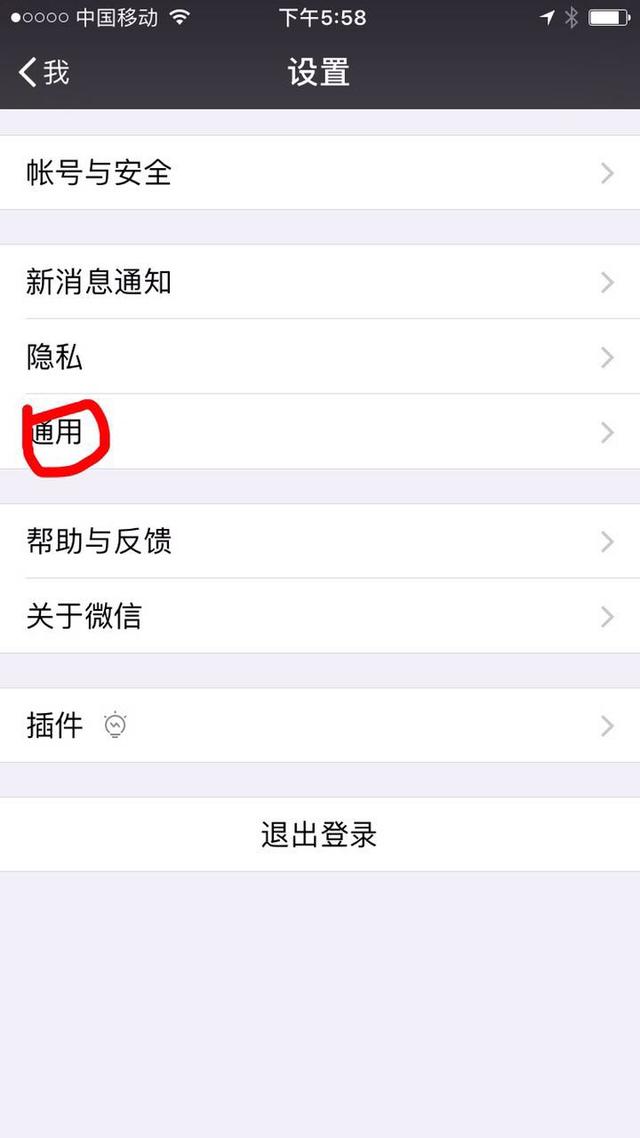 中国移动 下午5:58
我 设置
帐号与安全
新消息通知
隐私
通用
帮助与反馈
关于微信
插件
退出登录